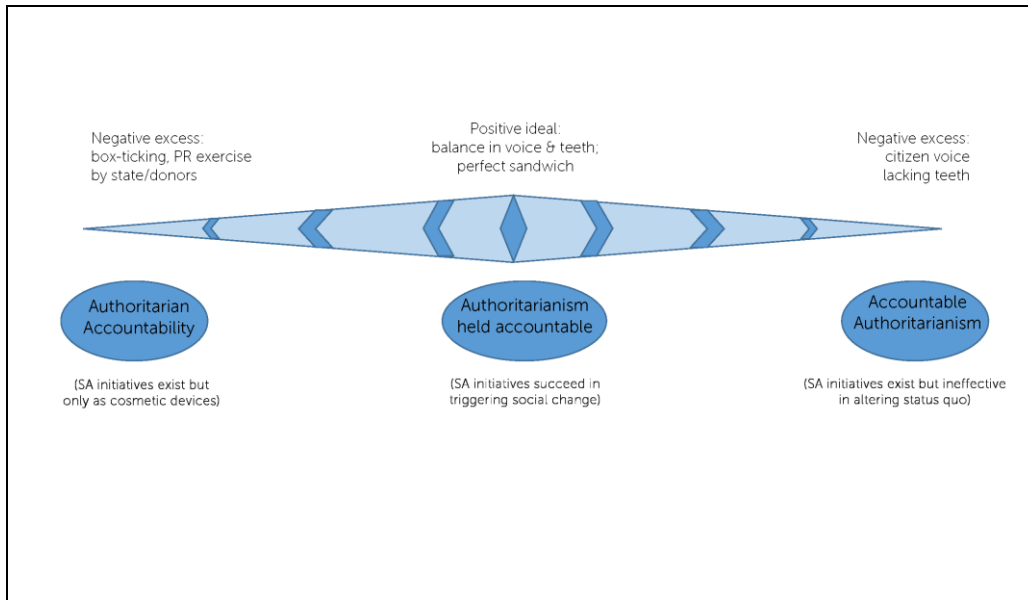 Negative excess:
box-ticking, PR exercise
by state/donors
Positive ideal:
balance in voice & teeth;
perfect sandwich
Negative excess:
citizen voice
lacking teeth
Authoritarian
Accountability
Authoritarianism
held accountable
Accountable
Authoritarianism
(SA initiatives exist but
only as cosmetic devices)
(SA initiatives succeed in
triggering social change)
(SA initiatives exist but ineffective
in altering status quo)